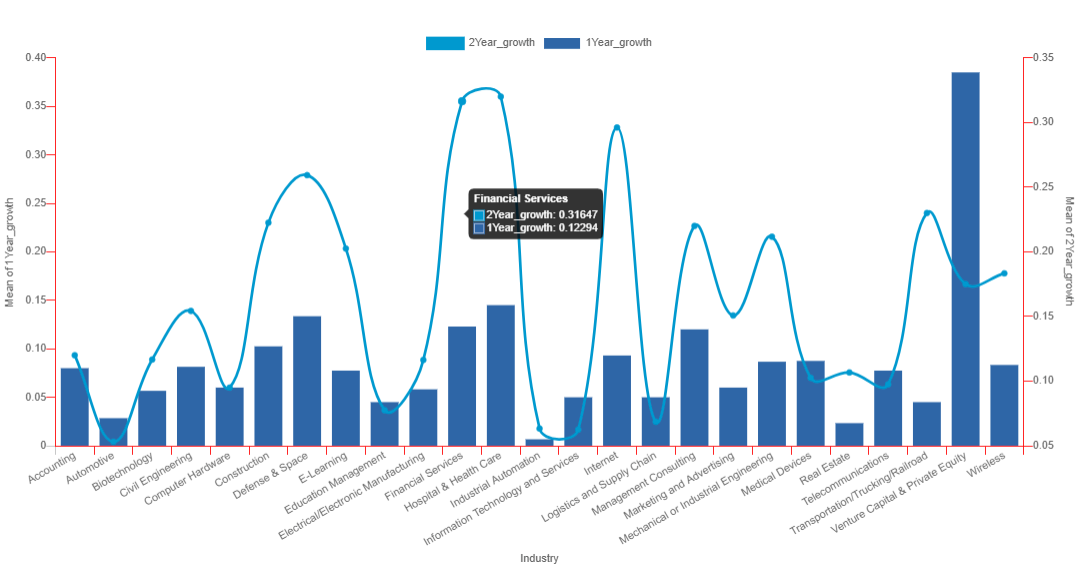 2Year_growth 1Year_growth
0.40
0.35
0.30
0.25
0.20
0.15
0.10
0.05
0
Mean of 1Year_growth
Financial Services
2Year_growth: 0.31647
1Year_growth: 0.12294
0.35
0.30
0.25
0.20
0.15
0.10
0.05
Mean of 2Year_growth
Accounting
Automotive
Biotechnology
Civil Engineering
Computer Hardware
Construction
Defense & Space
E-Learning
Education Management
Electrical/Electronic Manufacturing
Financial Services
Hospital & Health Care
Industrial Automation
Information Technology and Services
Internet
Logistics and Supply Chain
Management Consulting
Marketing and Advertising
Mechanical or Industrial Engineering
Medical Devices
Real Estate
Telecommunications
Transportation/Trucking/Railroad
Venture Capital & Private Equity
Wireless
Industry